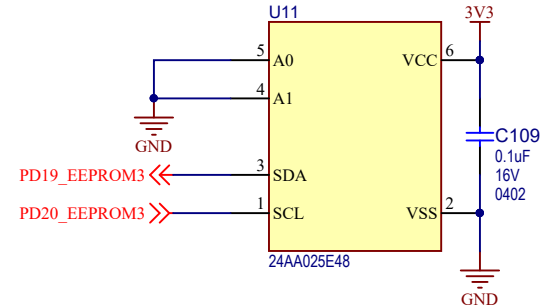 U11
3V3
5
A0
VCC
6
4
A1
GND
C109
0.1uF
16V
0402
PD19_EEPROM3
3
SDA
PD20_EEPROM3
1
SCL
VSS
2
24AA025E48
GND